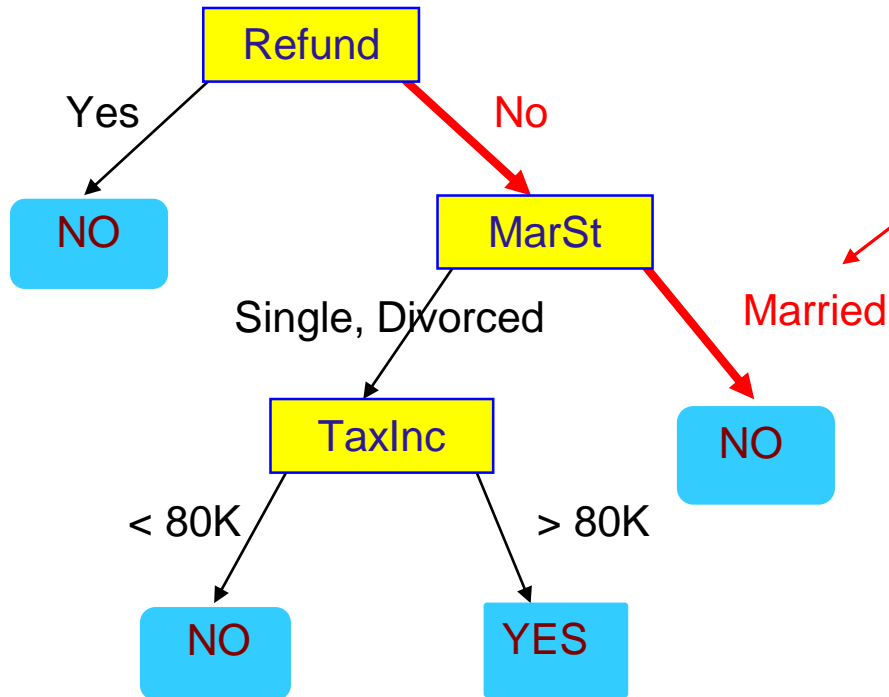 Refund
Yes
No
NO
MarSt
Single, Divorced
Married
TaxInc
NO
< 80K
> 80K
NO
YES